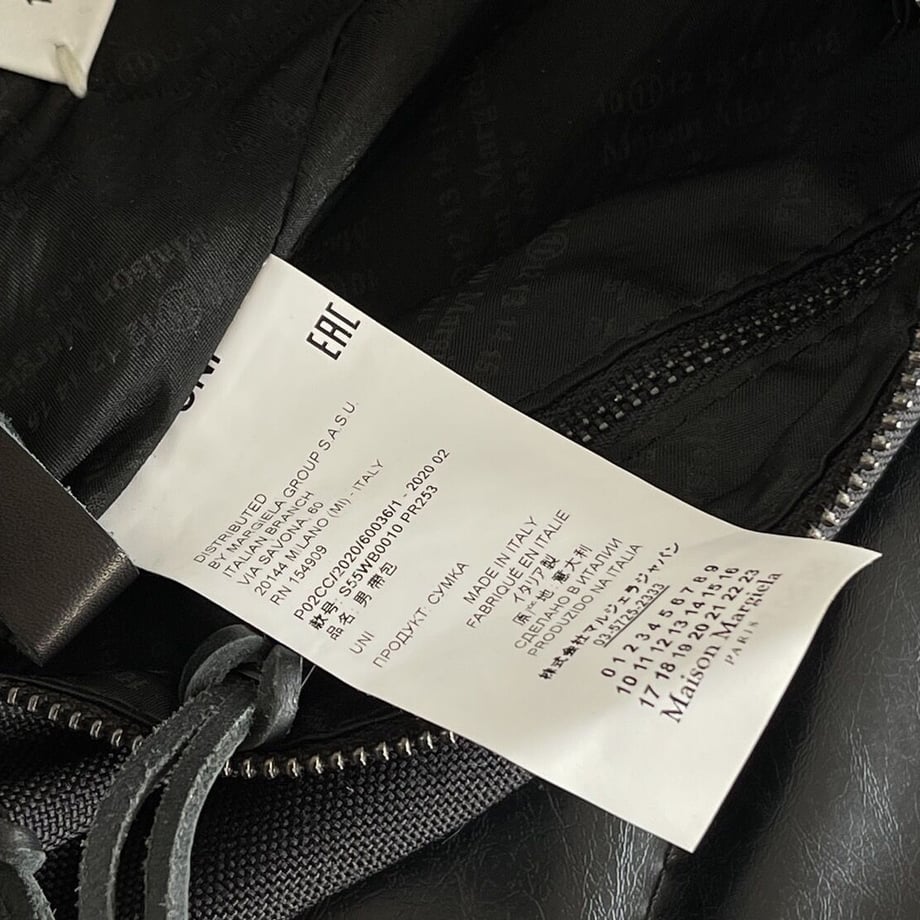 EAC
DISTRIBUTED
BY MARGIELA GROUP S.A.S.U.
ITALIAN BRANCH
VIA SAVONA, 60
20144 MILANO (MI) - ITALY
RN 154909
P02CC/2020/60036/1 - 2020 02
款号: S55WB0010 PR253
品名: 男 帶包
UNI
ПРОДУКТ: СУМКА
MADE IN ITALY
FABRIQUÉ EN ITALIE
イタリア製
原产地 意大利
СДЕЛАНО В ИТАЛИИ
PRODUZIDO NA ITALIA
株式会社マルジェラジャパン
03-5725-2333
0 1 2 3 4 5 6 7 8 9
10 11 12 13 14 15 16
17 18 19 20 21 22 23
Maison Margiela
PARIS